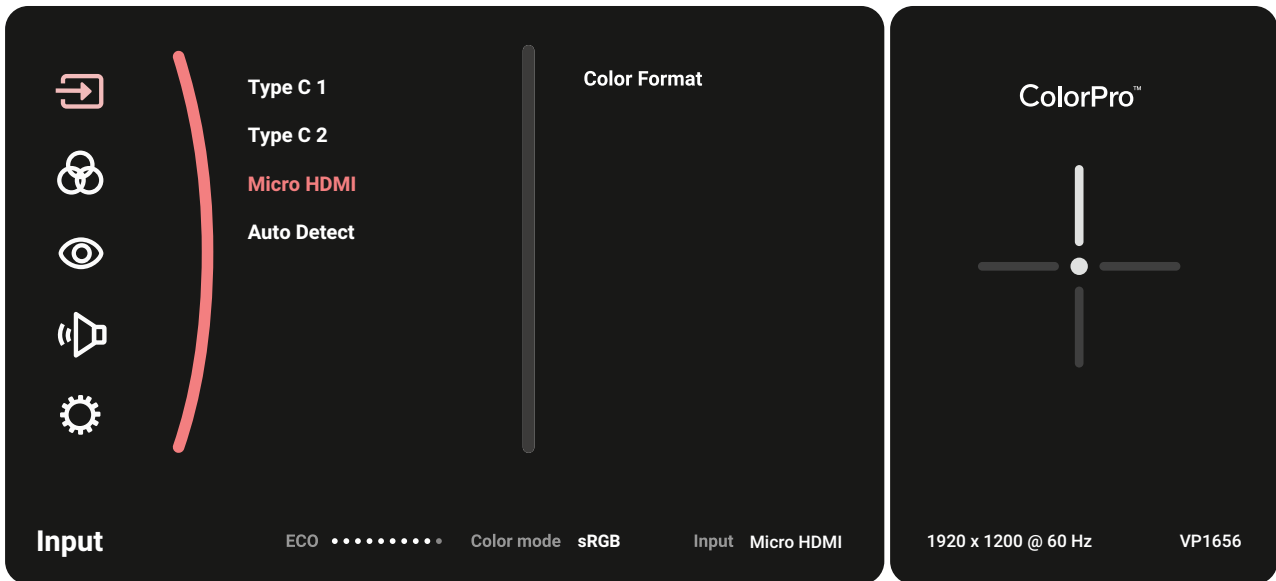 Type C 1
Type C 2
Micro HDMI
Auto Detect
Color Format
Input
ECO Color mode sRGB Input Micro HDMI
ColorPro™
1920 x 1200 @ 60 Hz VP1656